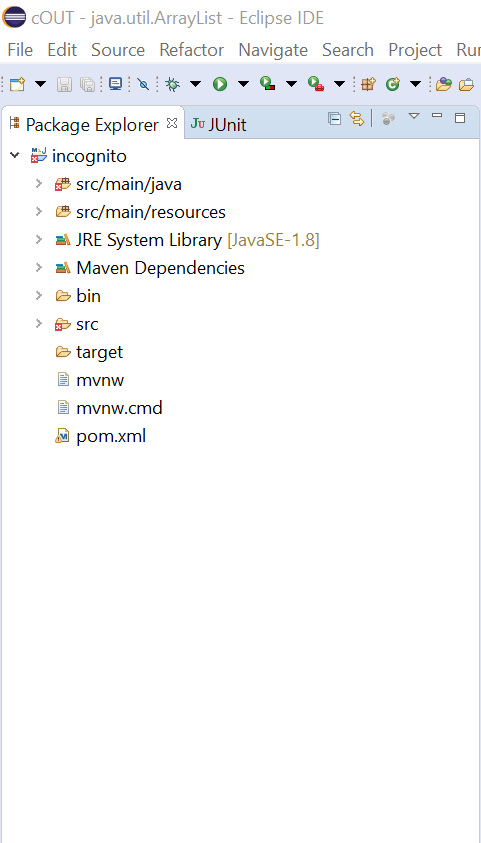 cOUT - java.util.ArrayList - Eclipse IDE
File Edit Source Refactor Navigate Search Project Run
Package Explorer JUnit
incognito
src/main/java
src/main/resources
JRE System Library [JavaSE-1.8]
Maven Dependencies
bin
src
target
mvnw
mvnw.cmd
pom.xml